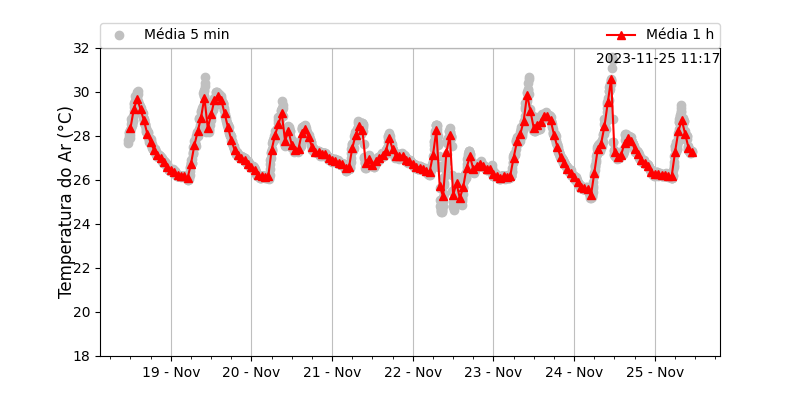 Média 5 min
Média 1 h
2023-11-25 11:17
Temperatura do Ar (°C)
32
30
28
26
24
22
20
18
19 - Nov
20 - Nov
21 - Nov
22 - Nov
23 - Nov
24 - Nov
25 - Nov